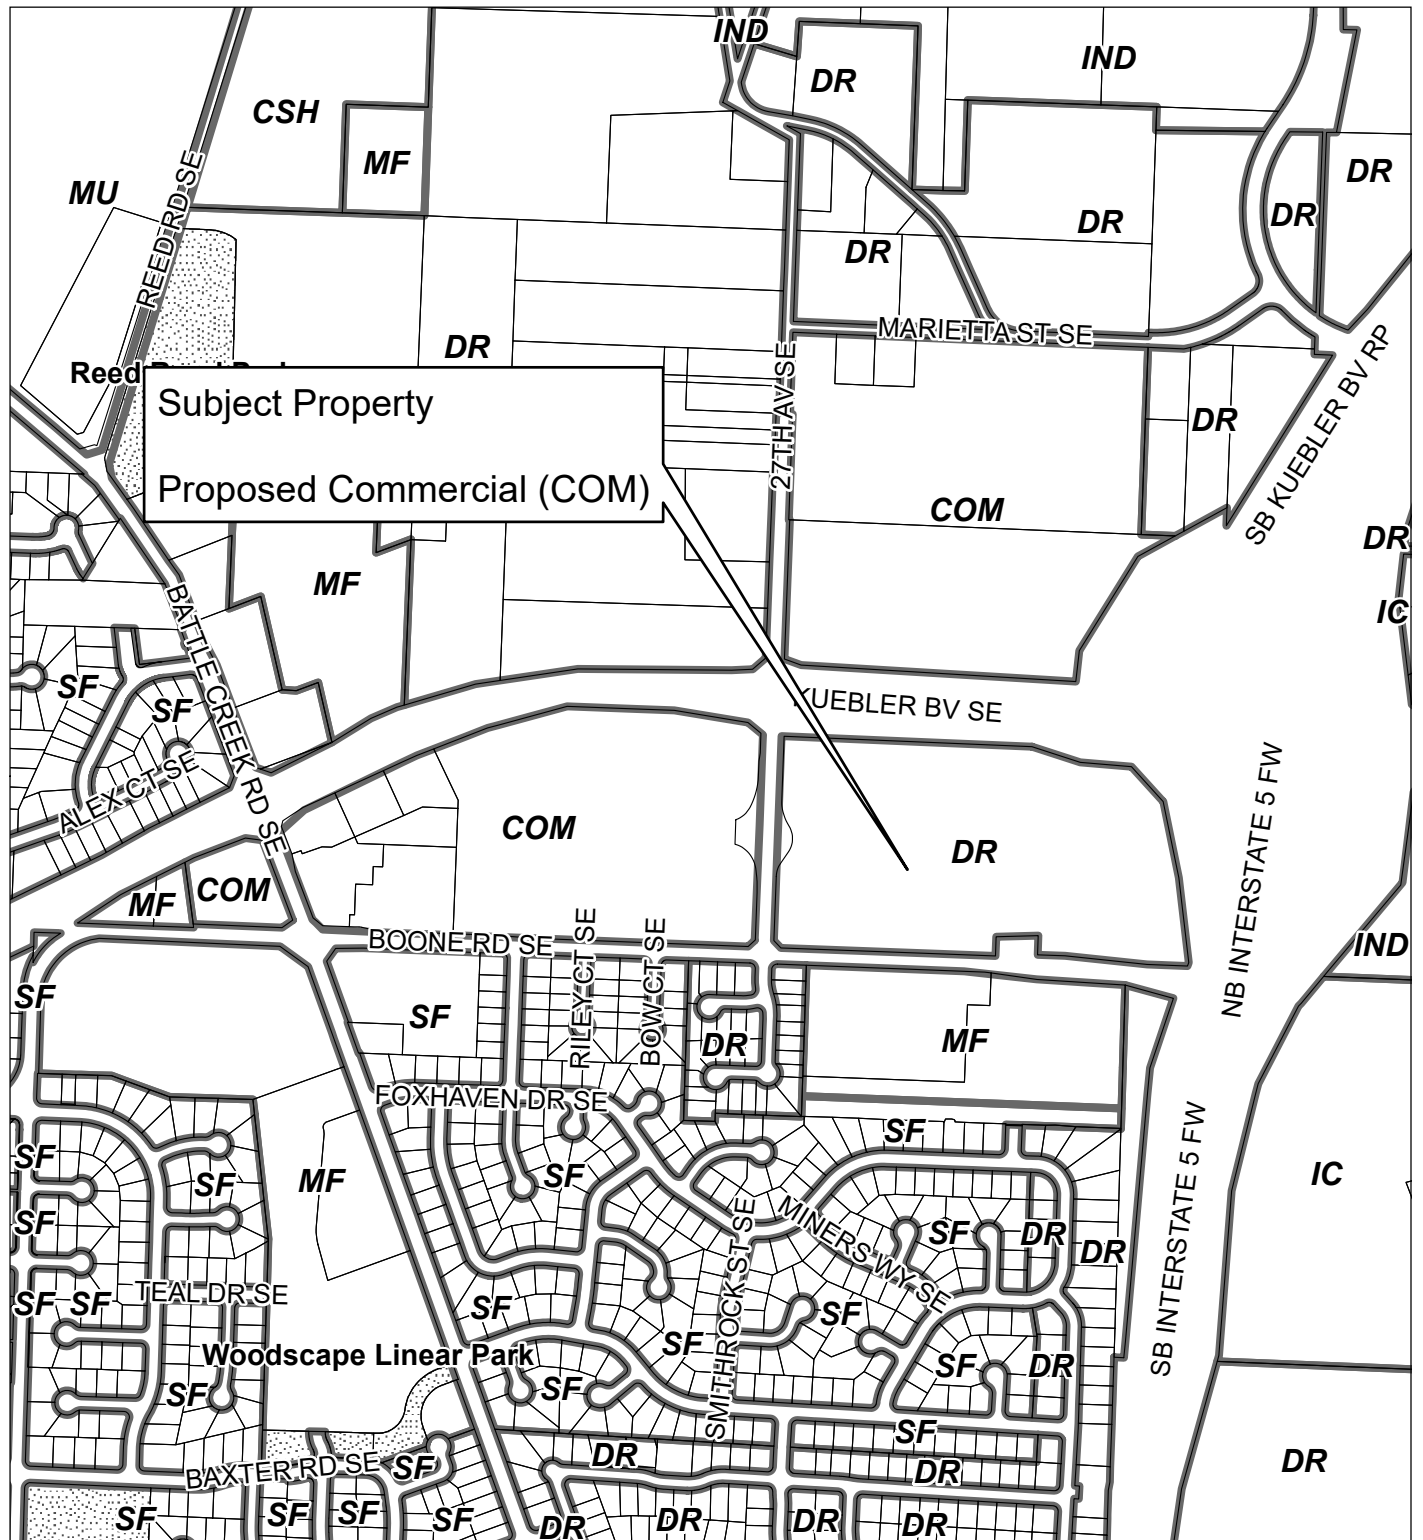 IND
IND
DR
CSH
MF
MU
DR
DR
DR
DR
REED RD SE
MARIETTA ST SE
DR
SB KUEBLER BV RP
27TH AV SE
Subject Property
Proposed Commercial (COM)
DR
COM
DR
MF
IC
BATTLE CREEK RD SE
SF
SF
KUEBLER BV SE
ALEX CT SE
COM
DR
NB INTERSTATE 5 FW
MF
COM
BOONE RD SE
RILEY CT SE
BOW CT SE
IND
SF
SF
DR
MF
FOXHAVEN DR SE
SF
SF
SF
MF
SF
IC
SF
SMITHROCK ST SE
MINERS WY SE
SF
DR
DR
SB INTERSTATE 5 FW
TEAL DR SE
SF
SF
SF
SF
SF
Woodscape Linear Park
SF
DR
SF
SF
SF
DR
BAXTER RD SE
SF
DR
DR
SF
SF
SF
SF
DR
DR
DR
DR